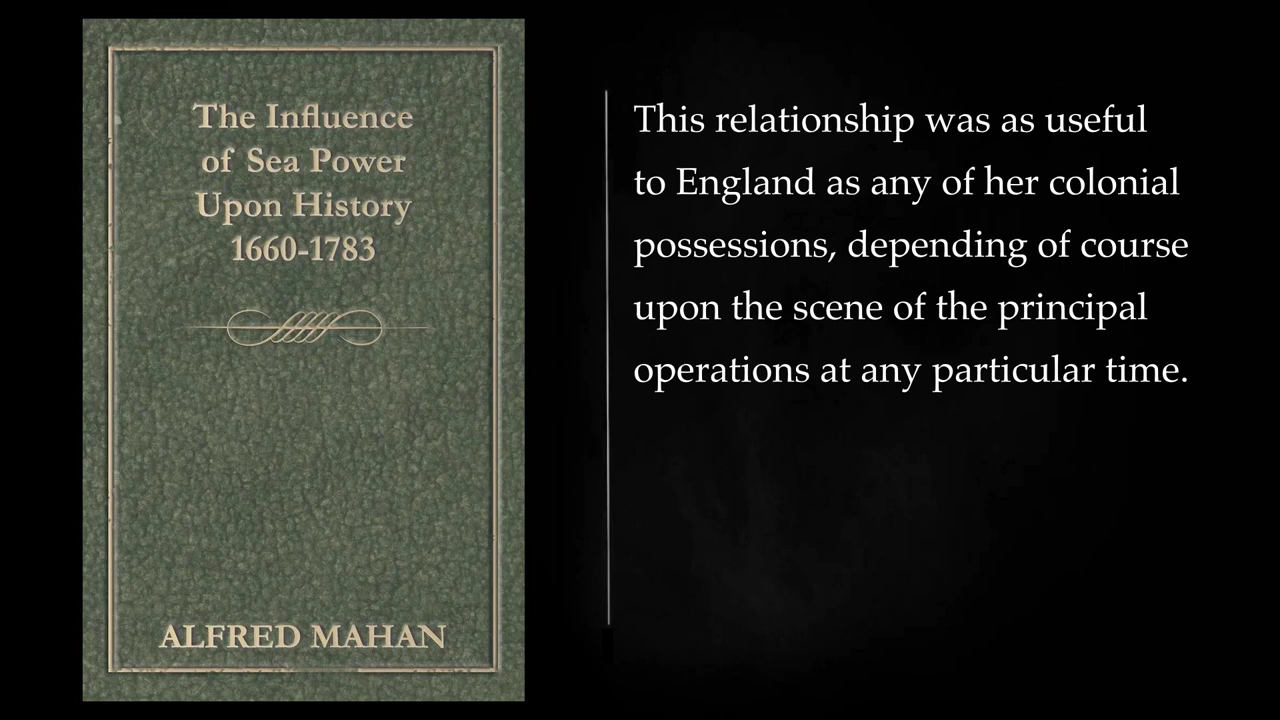 The Influence
of Sea Power
Upon History
1660-1783
ALFRED MAHAN
This relationship was as useful
to England as any of her colonial
possessions, depending of course
upon the scene of the principal
operations at any particular time.